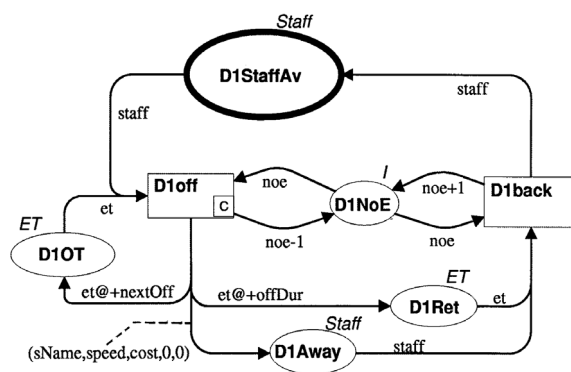 Staff
D1StaffAv
staff
staff
D1off
C
noe
I
D1NoE
noe+1
D1back
et
noe-1
noe
ET
D1OT
et@+nextOff
et@+offDur
ET
D1Ret
et
Staff
(sName,speed,cost,0,0)
D1Away
staff